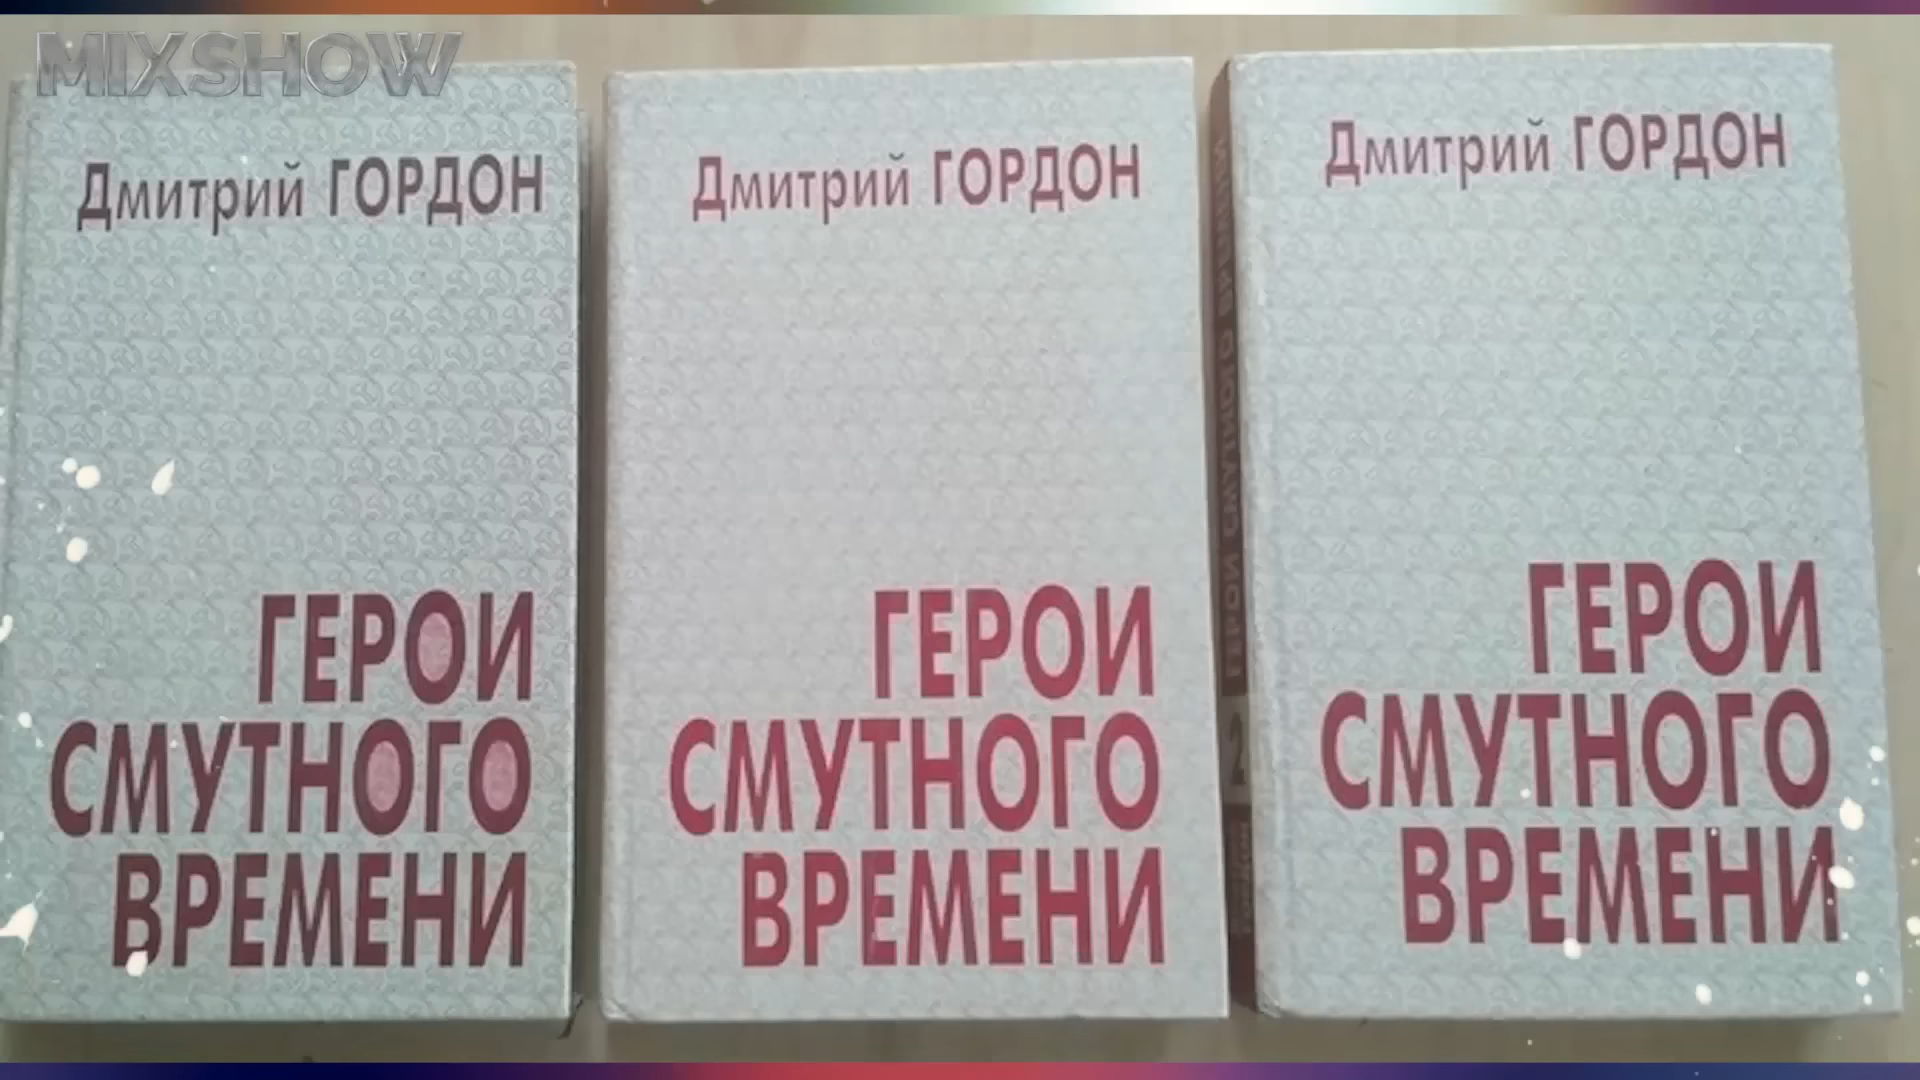 MIXSHOW
Дмитрий ГОРДОН
ГЕРОИ
СМУТНОГО
ВРЕМЕНИ
Дмитрий ГОРДОН
ГЕРОИ
СМУТНОГО
ВРЕМЕНИ
ГЕРОИ СМУТНОГО ВРЕМЕНИ
2
Дмитрий ГОРДОН
ГЕРОИ
СМУТНОГО
ВРЕМЕНИ